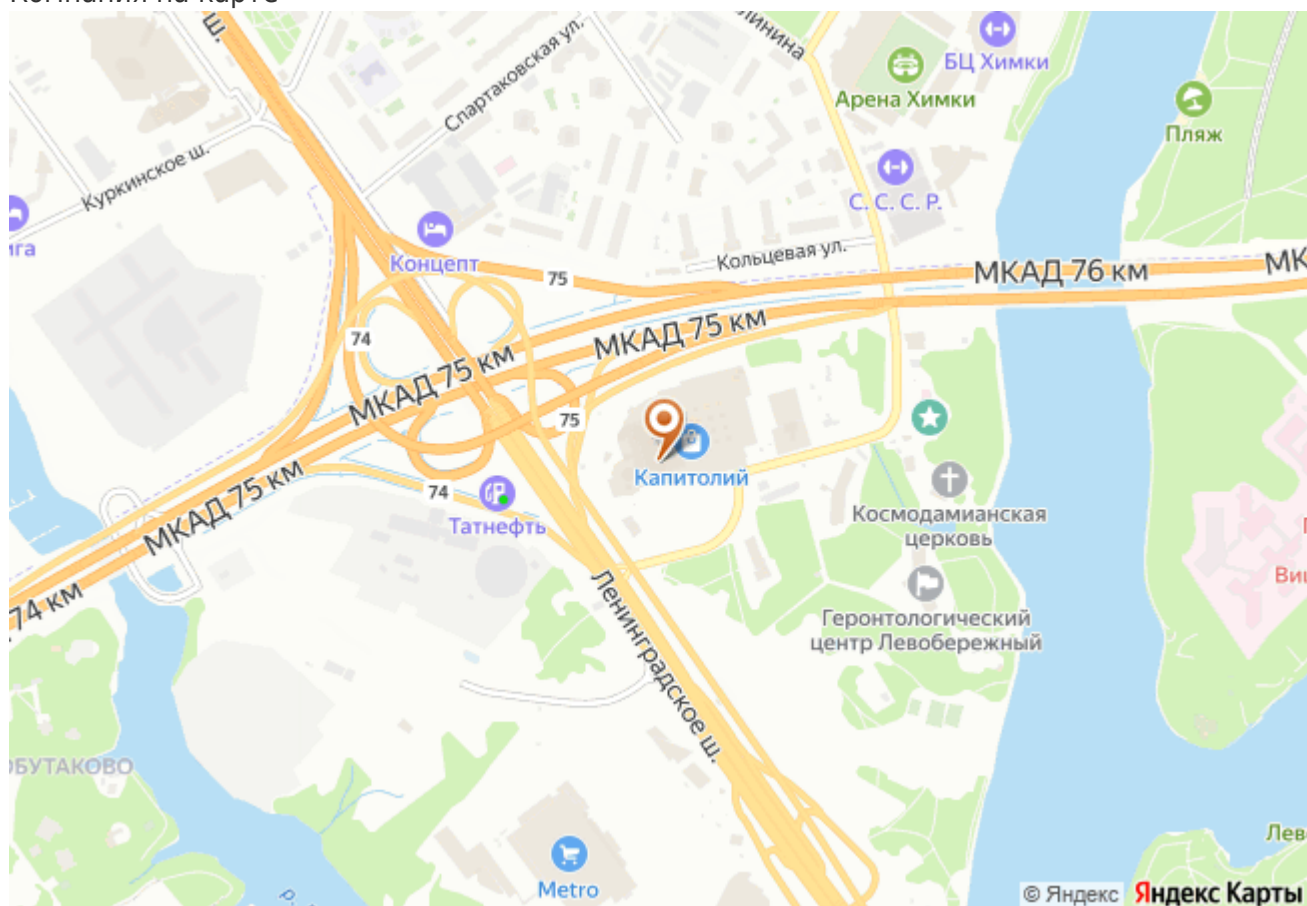 ш.
Спартаковская ул.
БЦ Химки
Арена Химки
Пляж
Куркинское ш.
С. С. С. Р.
Концепт
Кольцевая ул.
75
МКАД 76 км
МКАД 75 км
74
МКАД 75 км
75
Капитолий
74
Татнефть
МКАД 75 км
Космодамианская
церковь
74 км
Геронтологический
центр Левобережный
Ленинградское ш.
Metro
© Яндекс Яндекс Карты